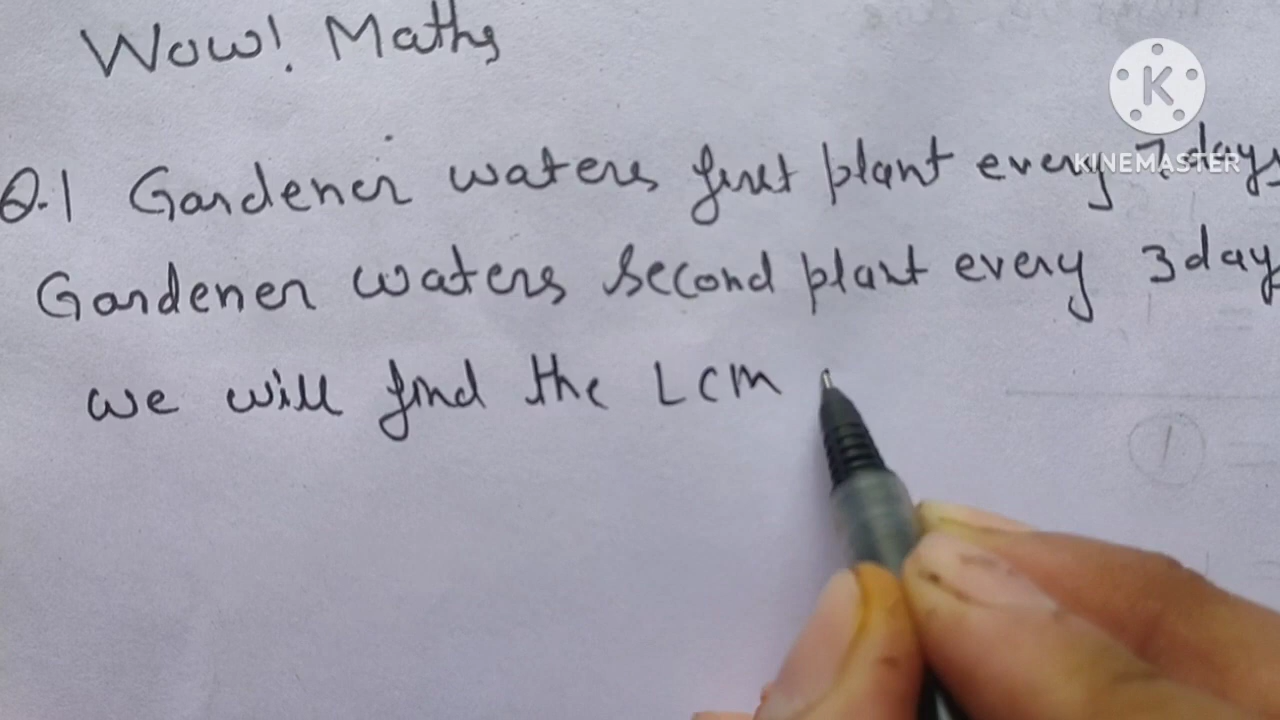 Wow! Maths
K
KINEMASTER
Q.1 Gardener waters first plant every 7 days
Gardener waters second plant every 3 day
we will find the LCM